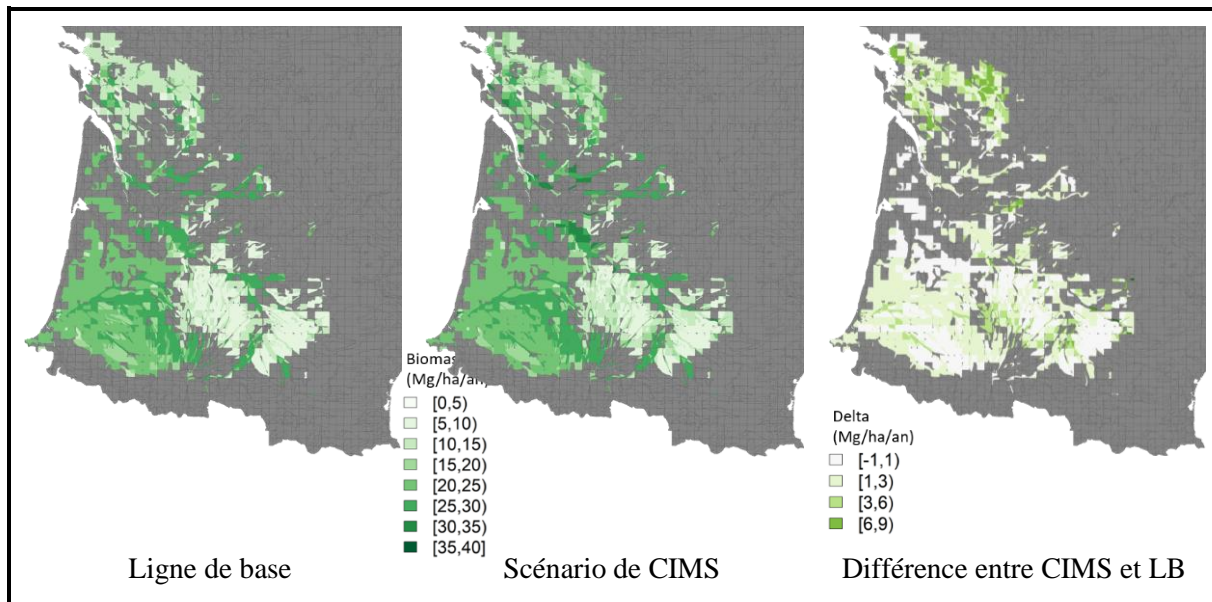 Biomas
(Mg/ha/an)
[0,5)
[5,10)
[10,15)
[15,20)
[20,25)
[25,30)
[30,35)
[35,40]
Delta
(Mg/ha/an)
[-1,1)
[1,3)
[3,6)
[6,9)
Ligne de base
Scénario de CIMS
Différence entre CIMS et LB